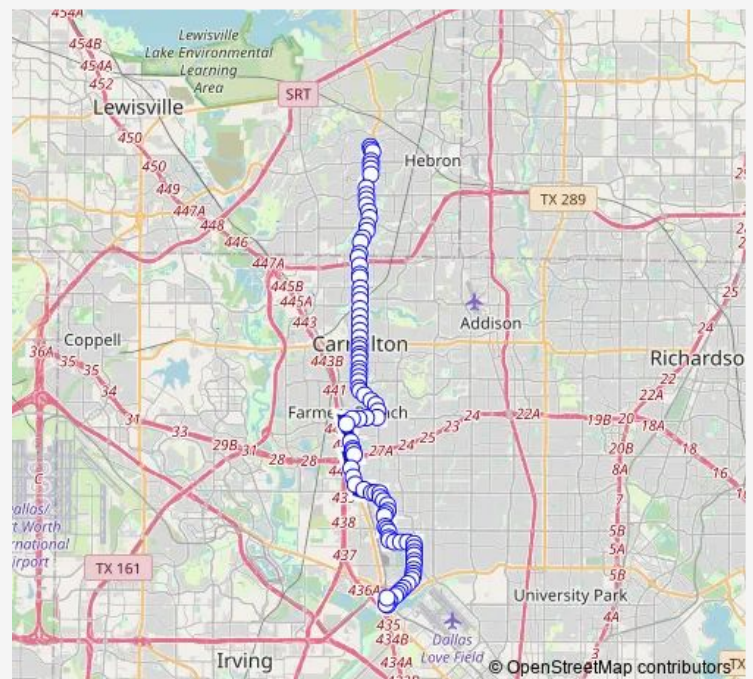 454A
454B
454A
452
Lewisville
Lake Environmental
Learning
Area
Lewisville
SRT
450
450
449
447A
448
446
447A
445B
445A
443
443B
441
Hebron
TX 289
Addison
Coppell
36A
35
35
34
31
33
29B
31
28
28
Carrollton
Farmers Branch
27A
24
25
23
24
22A
19B
20
18A
20B
8A
7
5B
5A
5B
4A
3
25
24
22
22A
Richardso
18
16
438
437
436A
435
434B
434A
C
TX 161
Irving
University Park
Dallas
Love Field
© OpenStreetMap contributors
TX